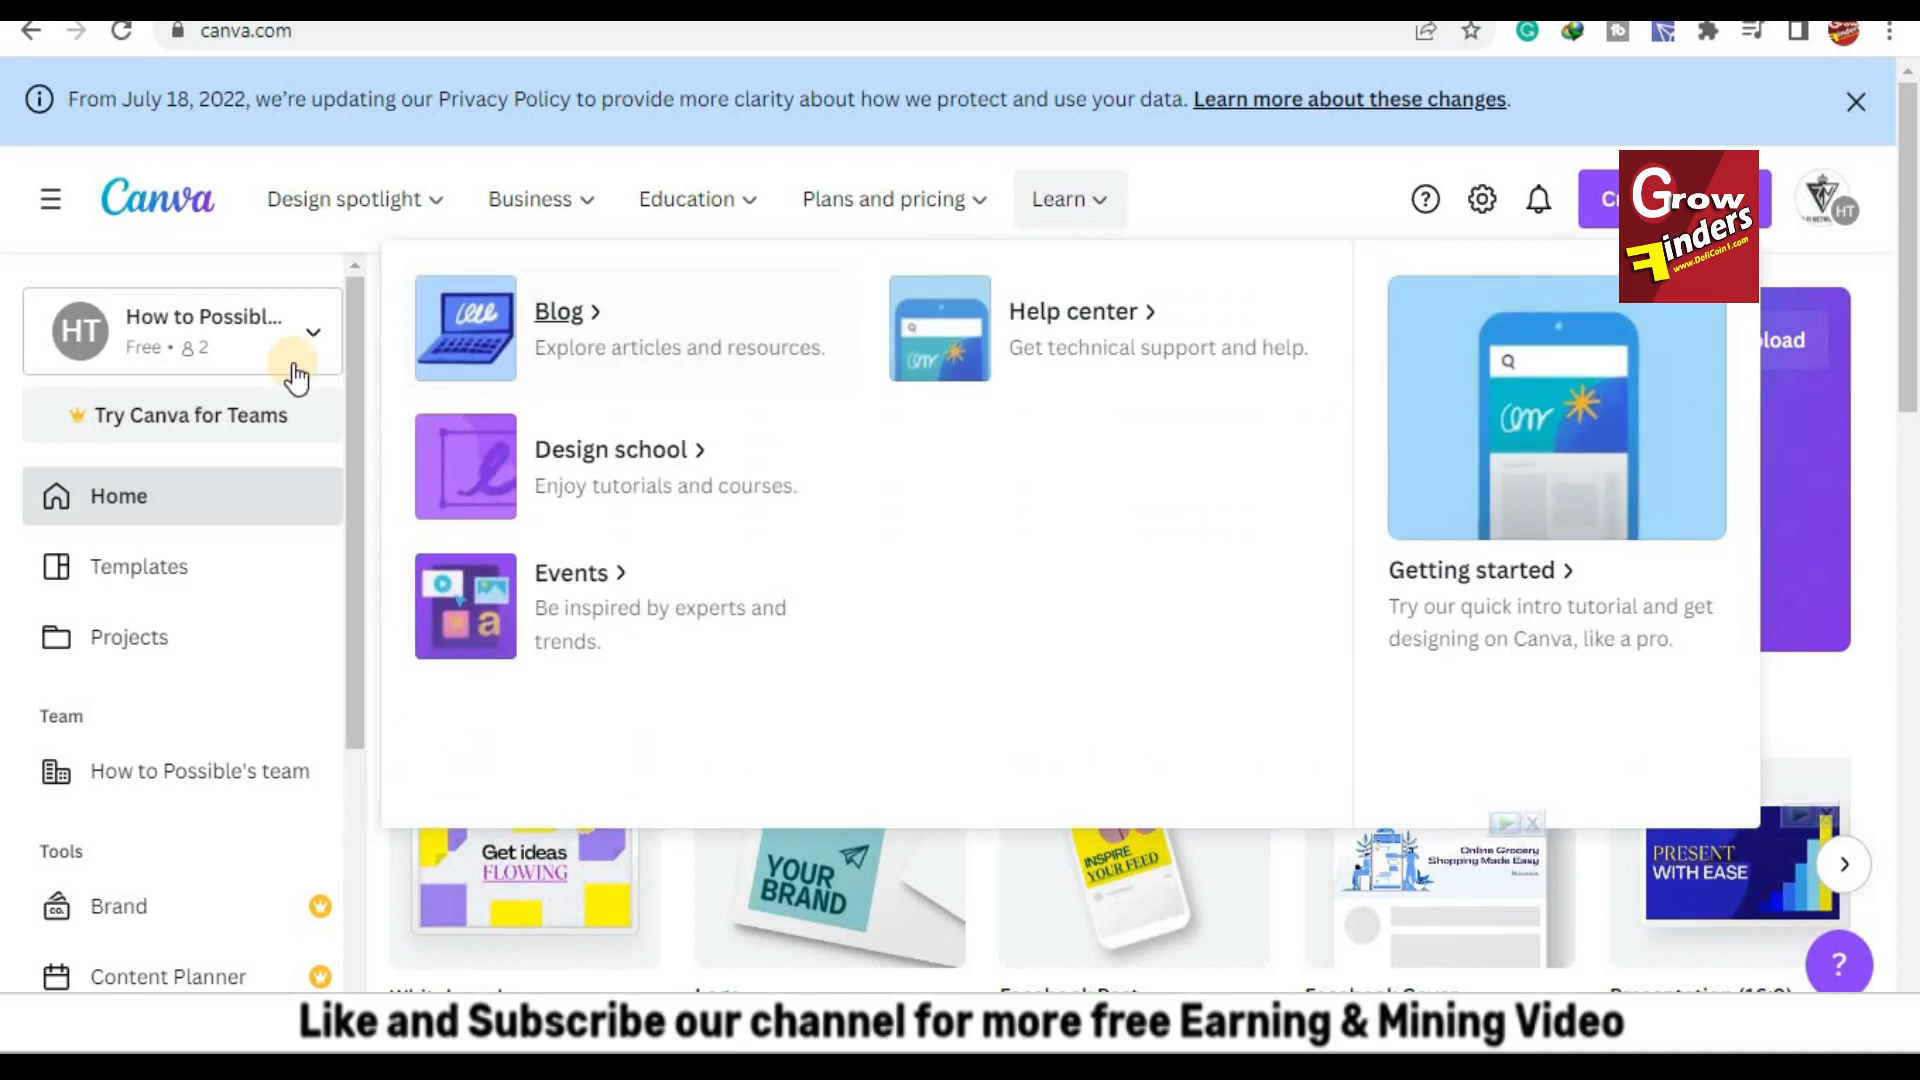 canva.com
From July 18, 2022, we're updating our Privacy Policy to provide more clarity about how we protect and use your data. Learn more about these changes.
Canva
Design spotlight
Business
Education
Plans and pricing
Learn
HT
Grow
Finders
www.DefiCoin1.com
HT
How to Possibl...
Free • 2
Try Canva for Teams
Home
Templates
Projects
Team
How to Possible's team
Tools
Brand
Content Planner
Blog >
Explore articles and resources.
Design school >
Enjoy tutorials and courses.
Events >
Be inspired by experts and
trends.
Help center >
Get technical support and help.
Getting started >
Try our quick intro tutorial and get
designing on Canva, like a pro.
Get ideas
FLOWING
YOUR
BRAND
INSPIRE
YOUR FEED
Online Grocery
Shopping Made Easy
PRESENT
WITH EASE
?
Like and Subscribe our channel for more free Earning & Mining Video